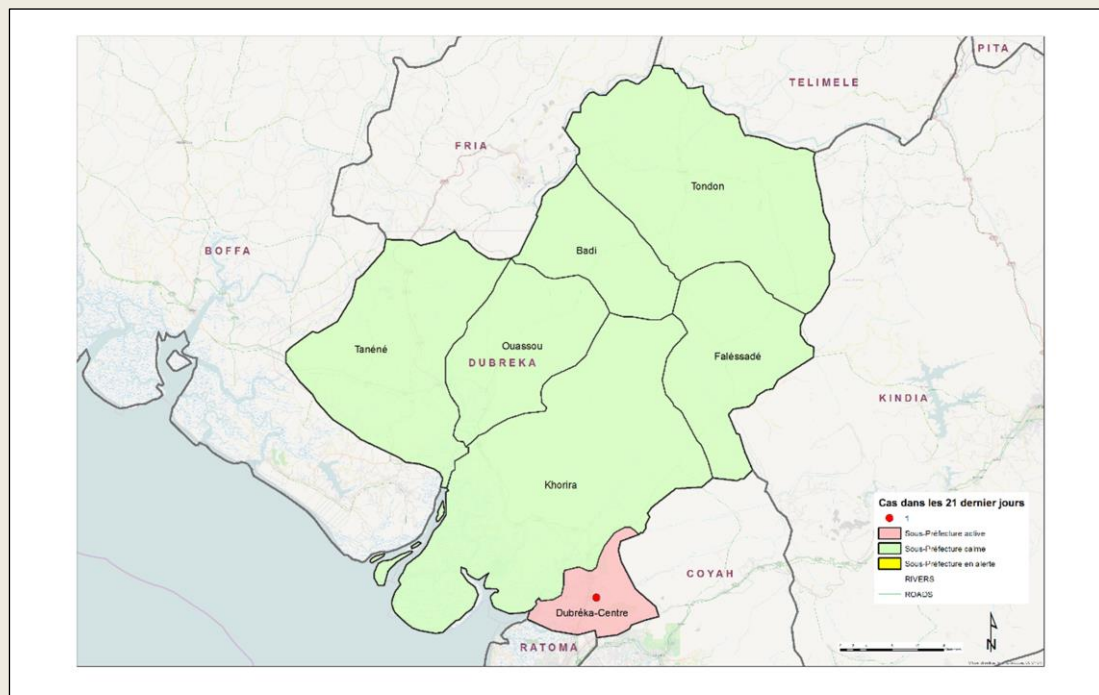 PITA
TELIMELE
FRIA
Tondon
Badi
BOFFA
Ouassou
Tanéné
DUBREKA
Faléssadé
KINDIA
Khorira
Cas dans les 21 dernier jours
1
Sous-Préfecture active
Sous-Préfecture calme
Sous-Préfecture en alerte
RIVERS
ROADS
COYAH
Dubréka-Centre
RATOMA
N